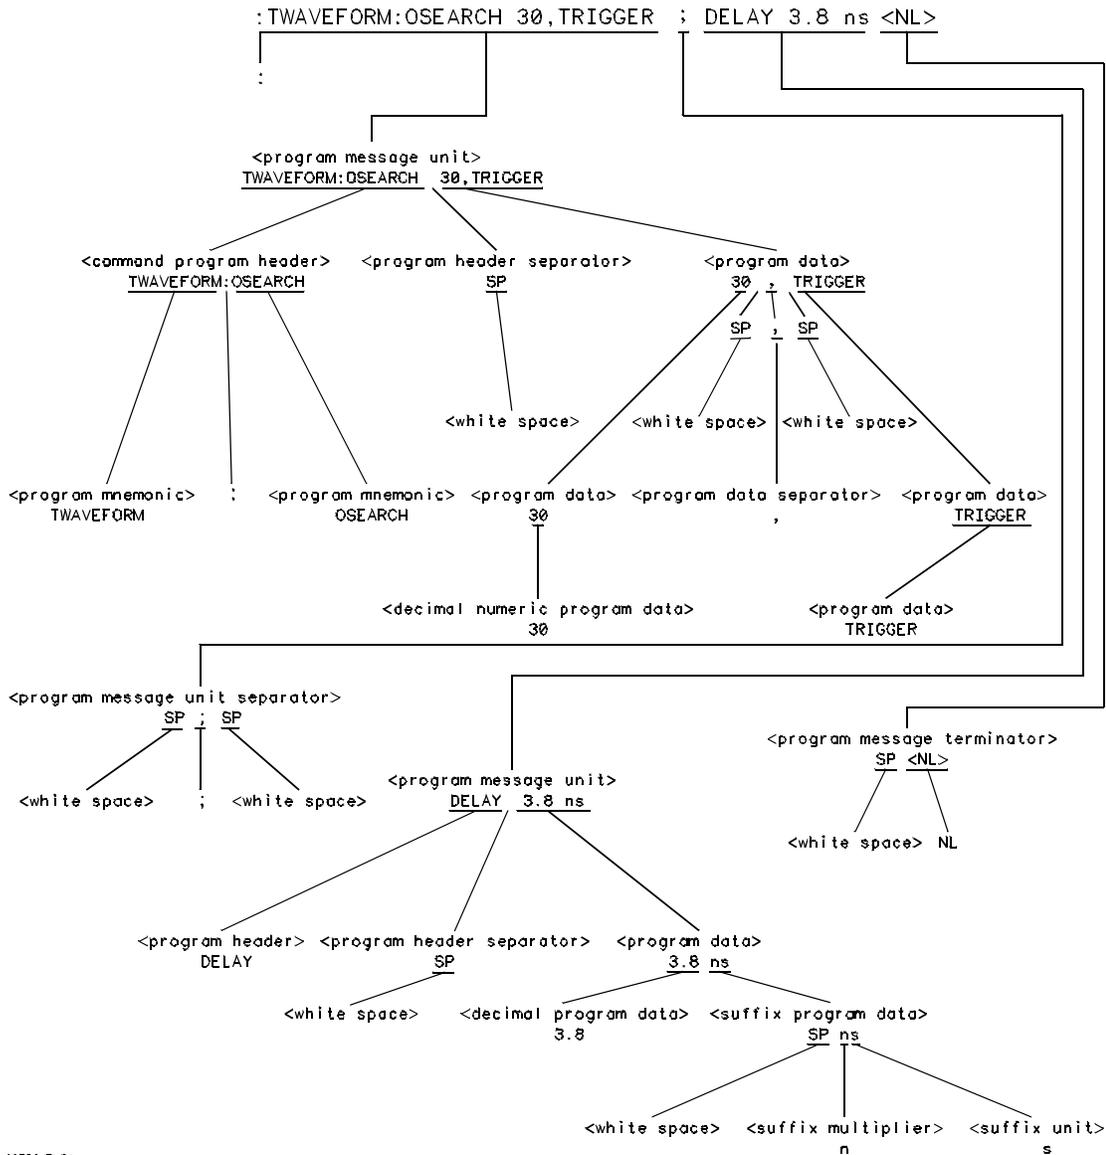 :TWAVEFORM:OSEARCH 30,TRIGGER ; DELAY 3.8 ns <NL>
:
<program message unit>
TWAVEFORM:OSEARCH 30,TRIGGER
<command program header> <program header separator> <program data>
TWAVEFORM:OSEARCH SP 30 , TRIGGER
SP , SP
<white space> <white space> <white space>
<program mnemonic> : <program mnemonic> <program data> <program data separator> <program data>
TWAVEFORM OSEARCH 30 , TRIGGER
<decimal numeric program data> <program data>
30 TRIGGER
<program message unit separator>
SP ; SP
<program message terminator>
SP <NL>
<program message unit>
<white space> ; <white space> DELAY 3.8 ns
<white space> NL
<program header> <program header separator> <program data>
DELAY SP 3.8 ns
<white space> <decimal program data> <suffix program data>
3.8 SP ns
<white space> <suffix multiplier> <suffix unit>
n s